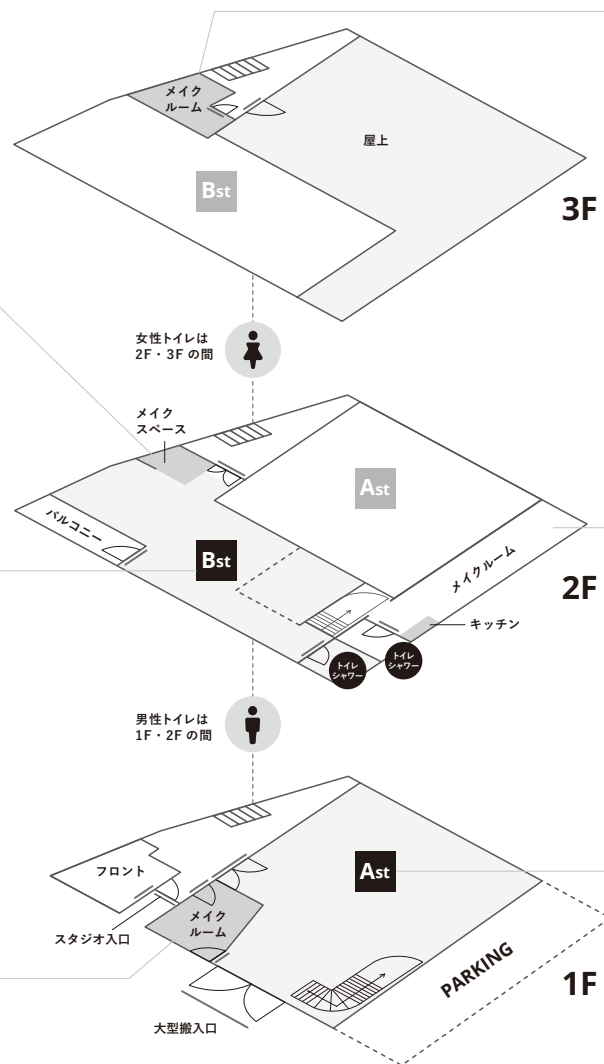 メイク
ルーム
屋上
Bst
3F
女性トイレは
2F・3F の間
メイク
スペース
Ast
バルコニー
Bst
メイクルーム
2F
キッチン
トイレ
シャワー
トイレ
シャワー
男性トイレは
1F・2F の間
フロント
Ast
メイク
ルーム
スタジオ入口
PARKING
1F
大型搬入口